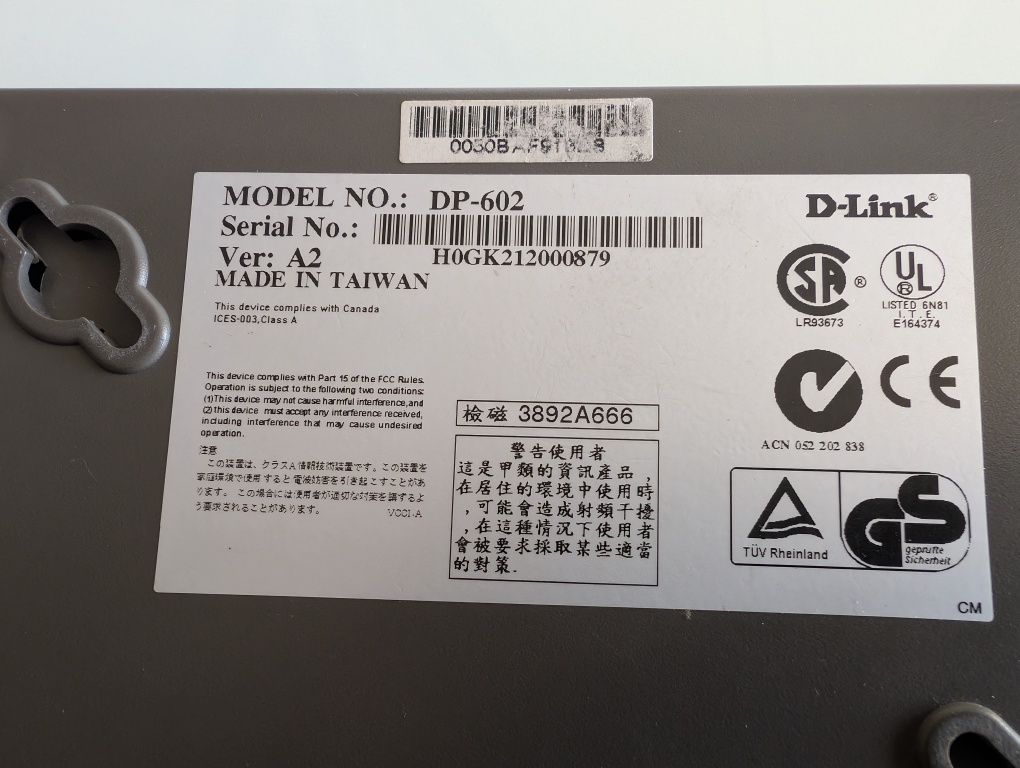 MODEL NO.: DP-602
Serial No.:
Ver: A2 H0GK212000879
MADE IN TAIWAN
This device complies with Canada
ICES-003,Class A
This device complies with Part 15 of the FCC Rules.
Operation is subject to the following two conditions:
(1)This device may not cause harmful interference,and
(2)this device must accept any interference received,
including interference that may cause undesired
operation.
注意
この装置は、クラスA情報技術装置です。この装置を
家庭環境で使用すると電波妨害を引き起こすことがあ
ります。この場合には使用者が適切な対策を講ずるよ
う要求されることがあります。 VCCI-A
檢磁 3892A666
警告使用者
這是甲類的資訊產品,
在居住的環境中使用時
,可能會造成射頻干擾
,在這種情況下使用者
會被要求採取某些適當
的對策.
D-Link®
SA ®
LR93673
UL ®
LISTED 6N81
I.T.E.
E164374
CE
ACN 052 202 838
TÜV Rheinland
GS
geprüfte
Sicherheit
CM